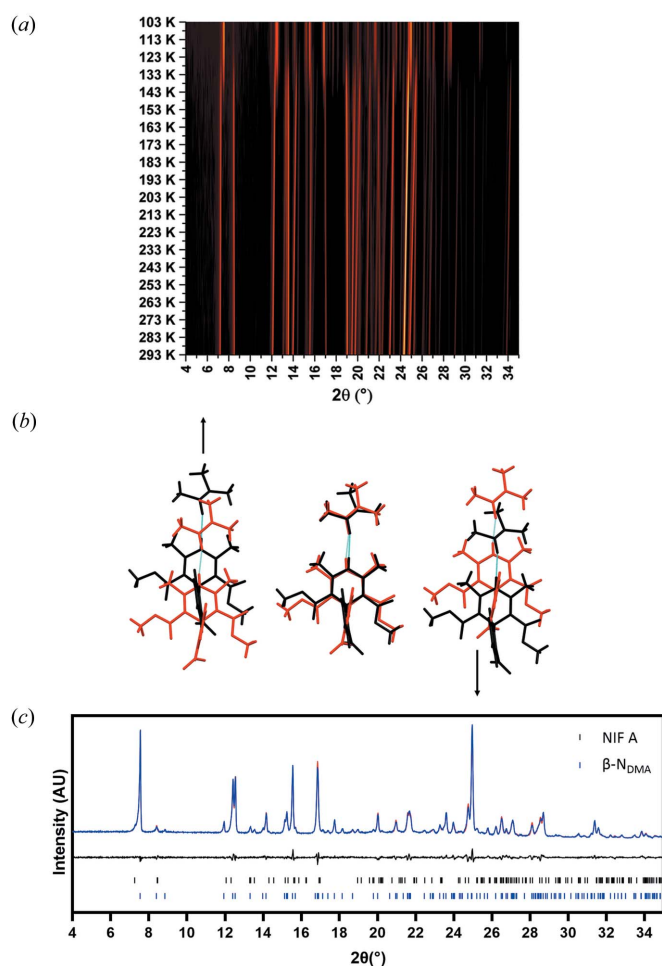 (a)
103 K
113 K
123 K
133 K
143 K
153 K
163 K
173 K
183 K
193 K
203 K
213 K
223 K
233 K
243 K
253 K
263 K
273 K
283 K
293 K
4 6 8 10 12 14 16 18 20 22 24 26 28 30 32 34
2θ (°)
(b)
(c)
Intensity (AU)
NIF A
β-N_DMA
4 6 8 10 12 14 16 18 20 22 24 26 28 30 32 34
2θ(°)